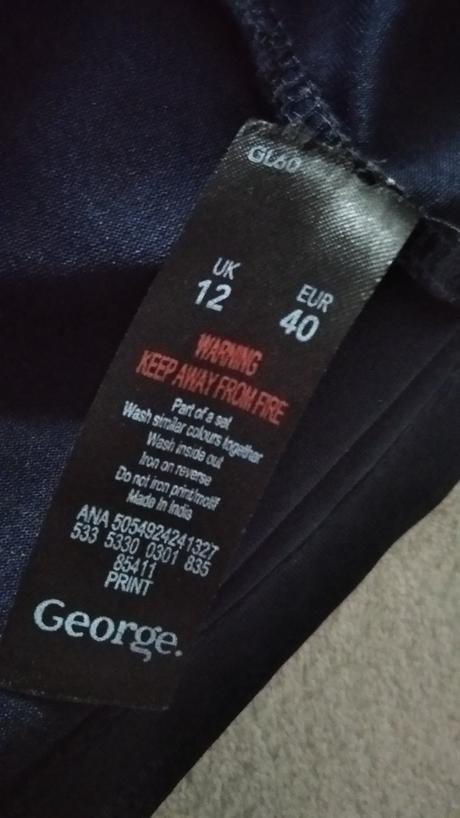 GL60
UK EUR
12 40
WARNING
KEEP AWAY FROM FIRE
Part of a set
Wash similar colours together
Wash inside out
Iron on reverse
Do not iron print/motif
Made In India
ANA 5054924241327
533 5330 0301 835
85411
PRINT
George.